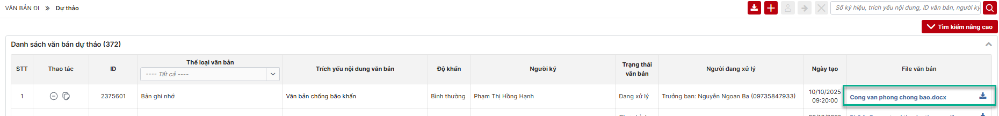 VĂN BẢN ĐI » Dự thảo
Số ký hiệu, trích yếu nội dung, ID văn bản, người ký
Tìm kiếm nâng cao
Danh sách văn bản dự thảo (372)
STT
Thao tác
ID
Thể loại văn bản
---- Tất cả ----
Trích yếu nội dung văn bản
Độ khẩn
Người ký
Trạng thái
văn bản
Người đang xử lý
Ngày tạo
File văn bản
1
2375601
Bản ghi nhớ
Văn bản chống bão khẩn
Bình thường
Phạm Thị Hồng Hạnh
Đang xử lý
Trưởng ban: Nguyễn Ngoan Ba (09735847933)
10/10/2025
09:20:00
Cong van phong chong bao.docx